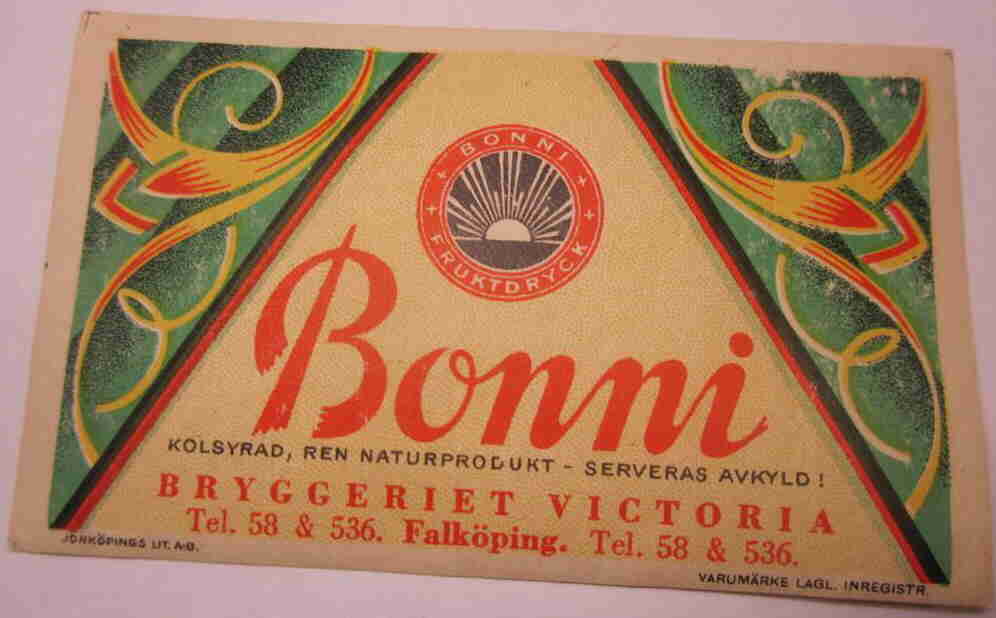 BONNI
FRUKTDRYCK
Bonni
KOLSYRAD, REN NATURPRODUKT - SERVERAS AVKYLD!
BRYGGERIET VICTORIA
Tel. 58 & 536. Falköping. Tel. 58 & 536.
JÖNKÖPINGS LIT. A-B.
VARUMÄRKE LAGL. INREGISTR.